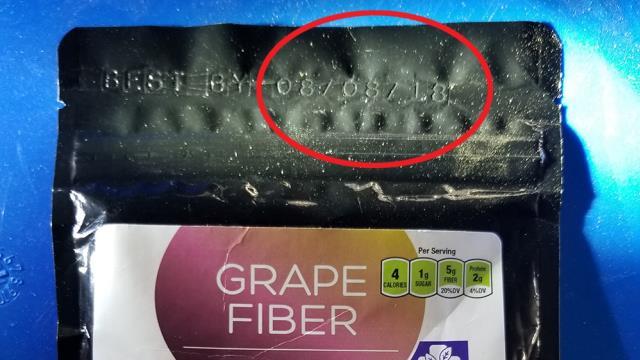 BEST BY 08/08/18
Per Serving
4 CALORIES
1g SUGAR
5g FIBER 20%DV
Protein 2g 4%DV
GRAPE
FIBER